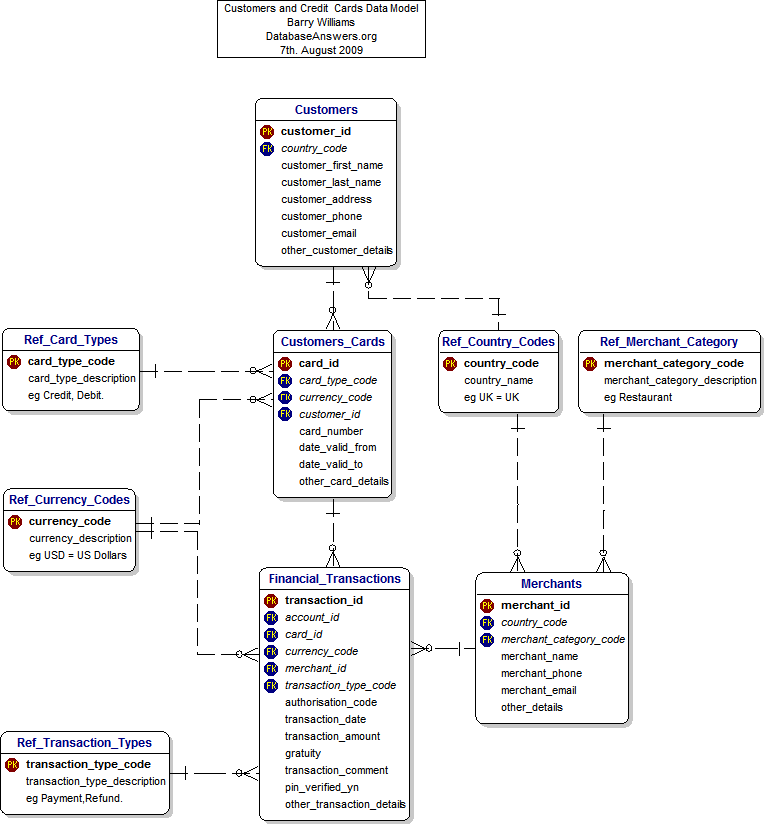 Customers and Credit Cards Data Model
Barry Williams
DatabaseAnswers.org
7th. August 2009
Customers
PK customer_id
FK country_code
customer_first_name
customer_last_name
customer_address
customer_phone
customer_email
other_customer_details
Ref_Card_Types
PK card_type_code
card_type_description
eg Credit, Debit.
Customers_Cards
PK card_id
FK card_type_code
FK currency_code
FK customer_id
card_number
date_valid_from
date_valid_to
other_card_details
Ref_Country_Codes
PK country_code
country_name
eg UK = UK
Ref_Merchant_Category
PK merchant_category_code
merchant_category_description
eg Restaurant
Ref_Currency_Codes
PK currency_code
currency_description
eg USD = US Dollars
Financial_Transactions
PK transaction_id
FK account_id
FK card_id
FK currency_code
FK merchant_id
FK transaction_type_code
authorisation_code
transaction_date
transaction_amount
gratuity
transaction_comment
pin_verified_yn
other_transaction_details
Merchants
PK merchant_id
FK country_code
FK merchant_category_code
merchant_name
merchant_phone
merchant_email
other_details
Ref_Transaction_Types
PK transaction_type_code
transaction_type_description
eg Payment,Refund.